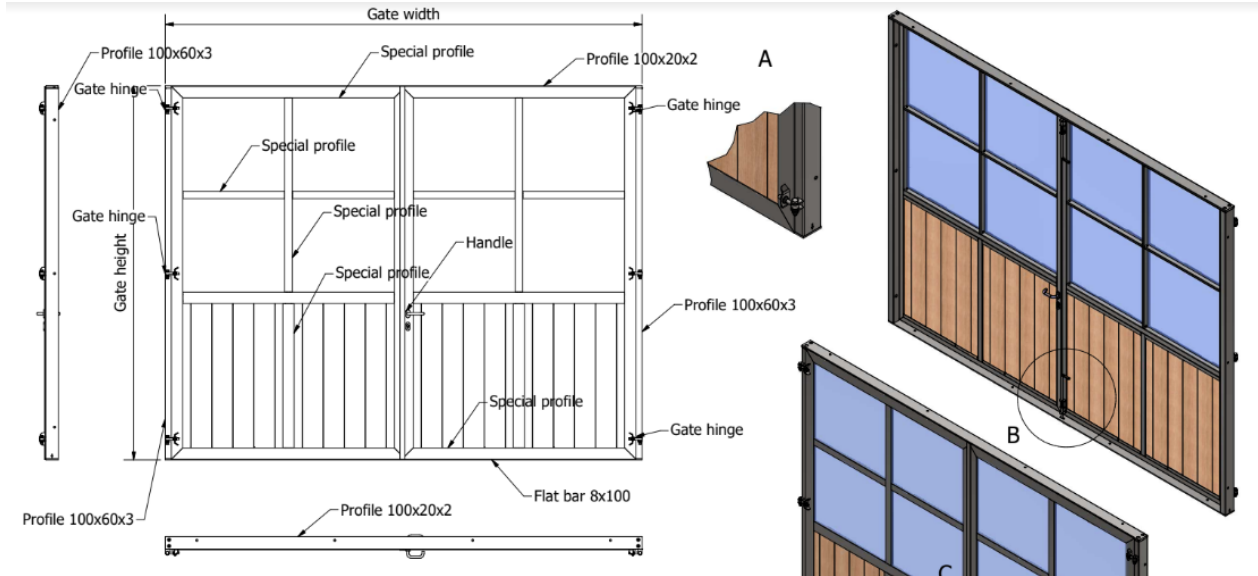 Gate width
Profile 100x60x3
Special profile
Profile 100x20x2
A
Gate hinge
Gate hinge
Special profile
Gate hinge
Special profile
Handle
Gate height
Special profile
Profile 100x60x3
Special profile
Gate hinge
B
Flat bar 8x100
Profile 100x60x3
Profile 100x20x2
C